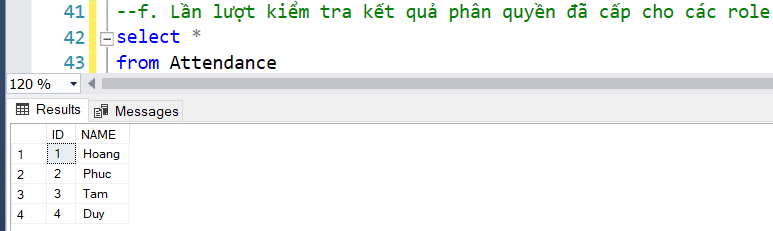 41 --f. Lần lượt kiểm tra kết quả phân quyền đã cấp cho các role
42 select *
43 from Attendance
120 %
Results Messages
ID NAME
1 1 Hoang
2 2 Phuc
3 3 Tam
4 4 Duy